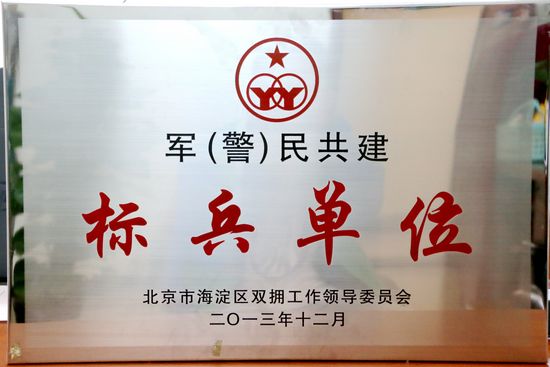 军(警)民共建
标兵单位
北京市海淀区双拥工作领导委员会
二〇一三年十二月